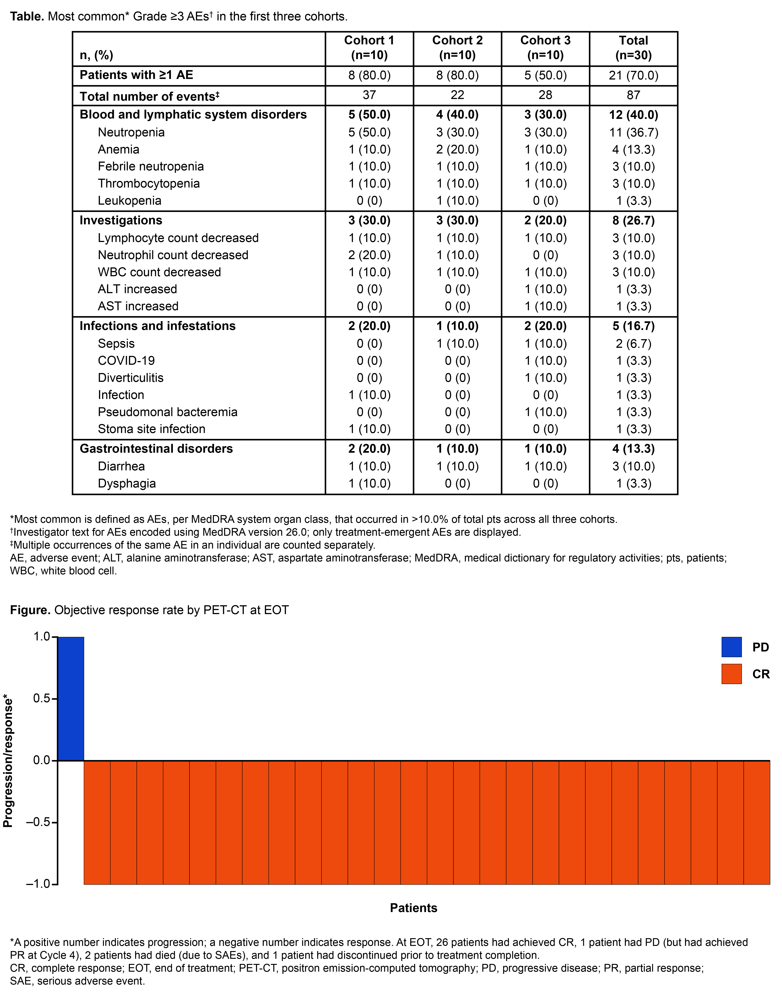 Table. Most common* Grade ≥3 AEs† in the first three cohorts.
n, (%) Cohort 1 (n=10) Cohort 2 (n=10) Cohort 3 (n=10) Total (n=30)
Patients with ≥1 AE 8 (80.0) 8 (80.0) 5 (50.0) 21 (70.0)
Total number of events‡ 37 22 28 87
Blood and lymphatic system disorders 5 (50.0) 4 (40.0) 3 (30.0) 12 (40.0)
Neutropenia 5 (50.0) 3 (30.0) 3 (30.0) 11 (36.7)
Anemia 1 (10.0) 2 (20.0) 1 (10.0) 4 (13.3)
Febrile neutropenia 1 (10.0) 1 (10.0) 1 (10.0) 3 (10.0)
Thrombocytopenia 1 (10.0) 1 (10.0) 1 (10.0) 3 (10.0)
Leukopenia 0 (0) 1 (10.0) 0 (0) 1 (3.3)
Investigations 3 (30.0) 3 (30.0) 2 (20.0) 8 (26.7)
Lymphocyte count decreased 1 (10.0) 1 (10.0) 1 (10.0) 3 (10.0)
Neutrophil count decreased 2 (20.0) 1 (10.0) 0 (0) 3 (10.0)
WBC count decreased 1 (10.0) 1 (10.0) 1 (10.0) 3 (10.0)
ALT increased 0 (0) 0 (0) 1 (10.0) 1 (3.3)
AST increased 0 (0) 0 (0) 1 (10.0) 1 (3.3)
Infections and infestations 2 (20.0) 1 (10.0) 2 (20.0) 5 (16.7)
Sepsis 0 (0) 1 (10.0) 1 (10.0) 2 (6.7)
COVID-19 0 (0) 0 (0) 1 (10.0) 1 (3.3)
Diverticulitis 0 (0) 0 (0) 1 (10.0) 1 (3.3)
Infection 1 (10.0) 0 (0) 0 (0) 1 (3.3)
Pseudomonal bacteremia 0 (0) 0 (0) 1 (10.0) 1 (3.3)
Stoma site infection 1 (10.0) 0 (0) 0 (0) 1 (3.3)
Gastrointestinal disorders 2 (20.0) 1 (10.0) 1 (10.0) 4 (13.3)
Diarrhea 1 (10.0) 1 (10.0) 1 (10.0) 3 (10.0)
Dysphagia 1 (10.0) 0 (0) 0 (0) 1 (3.3)
*Most common is defined as AEs, per MedDRA system organ class, that occurred in >10.0% of total pts across all three cohorts.
†Investigator text for AEs encoded using MedDRA version 26.0; only treatment-emergent AEs are displayed.
‡Multiple occurrences of the same AE in an individual are counted separately.
AE, adverse event; ALT, alanine aminotransferase; AST, aspartate aminotransferase; MedDRA, medical dictionary for regulatory activities; pts, patients;
WBC, white blood cell.
Figure. Objective response rate by PET-CT at EOT
Progression/response*
1.0
0.5
0.0
–0.5
–1.0
PD
CR
Patients
*A positive number indicates progression; a negative number indicates response. At EOT, 26 patients had achieved CR, 1 patient had PD (but had achieved
PR at Cycle 4), 2 patients had died (due to SAEs), and 1 patient had discontinued prior to treatment completion.
CR, complete response; EOT, end of treatment; PET-CT, positron emission-computed tomography; PD, progressive disease; PR, partial response;
SAE, serious adverse event.